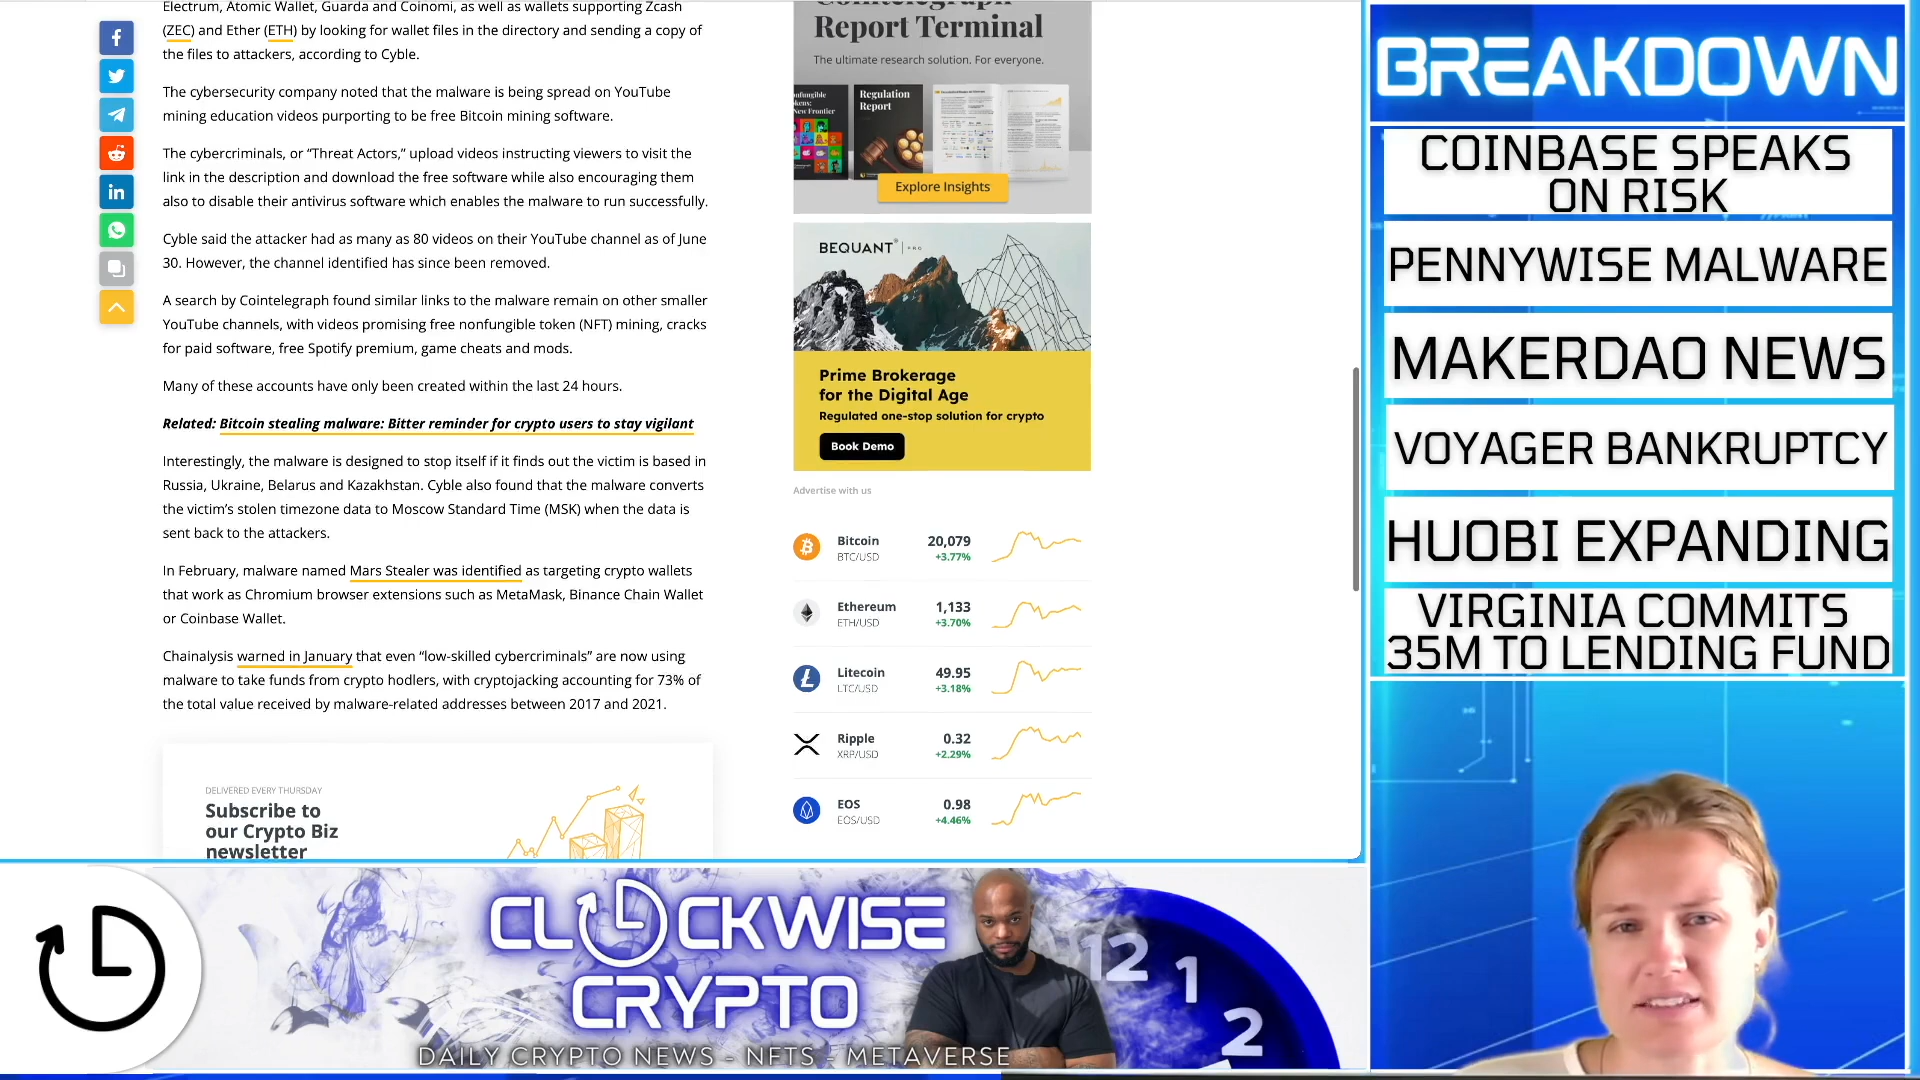 Electrum, Atomic Wallet, Guarda and Coinomi, as well as wallets supporting Zcash
(ZEC) and Ether (ETH) by looking for wallet files in the directory and sending a copy of
the files to attackers, according to Cyble.
The cybersecurity company noted that the malware is being spread on YouTube
mining education videos purporting to be free Bitcoin mining software.
The cybercriminals, or “Threat Actors,” upload videos instructing viewers to visit the
link in the description and download the free software while also encouraging them
also to disable their antivirus software which enables the malware to run successfully.
Cyble said the attacker had as many as 80 videos on their YouTube channel as of June
30. However, the channel identified has since been removed.
A search by Cointelegraph found similar links to the malware remain on other smaller
YouTube channels, with videos promising free nonfungible token (NFT) mining, cracks
for paid software, free Spotify premium, game cheats and mods.
Many of these accounts have only been created within the last 24 hours.
Related: Bitcoin stealing malware: Bitter reminder for crypto users to stay vigilant
Interestingly, the malware is designed to stop itself if it finds out the victim is based in
Russia, Ukraine, Belarus and Kazakhstan. Cyble also found that the malware converts
the victim’s stolen timezone data to Moscow Standard Time (MSK) when the data is
sent back to the attackers.
In February, malware named Mars Stealer was identified as targeting crypto wallets
that work as Chromium browser extensions such as MetaMask, Binance Chain Wallet
or Coinbase Wallet.
Chainalysis warned in January that even “low-skilled cybercriminals” are now using
malware to take funds from crypto hodlers, with cryptojacking accounting for 73% of
the total value received by malware-related addresses between 2017 and 2021.
DELIVERED EVERY THURSDAY
Subscribe to
our Crypto Biz
newsletter
Cointelegraph
Report Terminal
The ultimate research solution. For everyone.
Regulation
Report
Explore Insights
BEQUANT PRO
Prime Brokerage
for the Digital Age
Regulated one-stop solution for crypto
Book Demo
Advertise with us
Bitcoin 20,079
BTC/USD +3.77%
Ethereum 1,133
ETH/USD +3.70%
Litecoin 49.95
LTC/USD +3.18%
Ripple 0.32
XRP/USD +2.29%
EOS 0.98
EOS/USD +4.46%
BREAKDOWN
COINBASE SPEAKS
ON RISK
PENNYWISE MALWARE
MAKERDAO NEWS
VOYAGER BANKRUPTCY
HUOBI EXPANDING
VIRGINIA COMMITS
35M TO LENDING FUND
CLOCKWISE
CRYPTO
DAILY CRYPTO NEWS - NFTS - METAVERSE
12
1
2